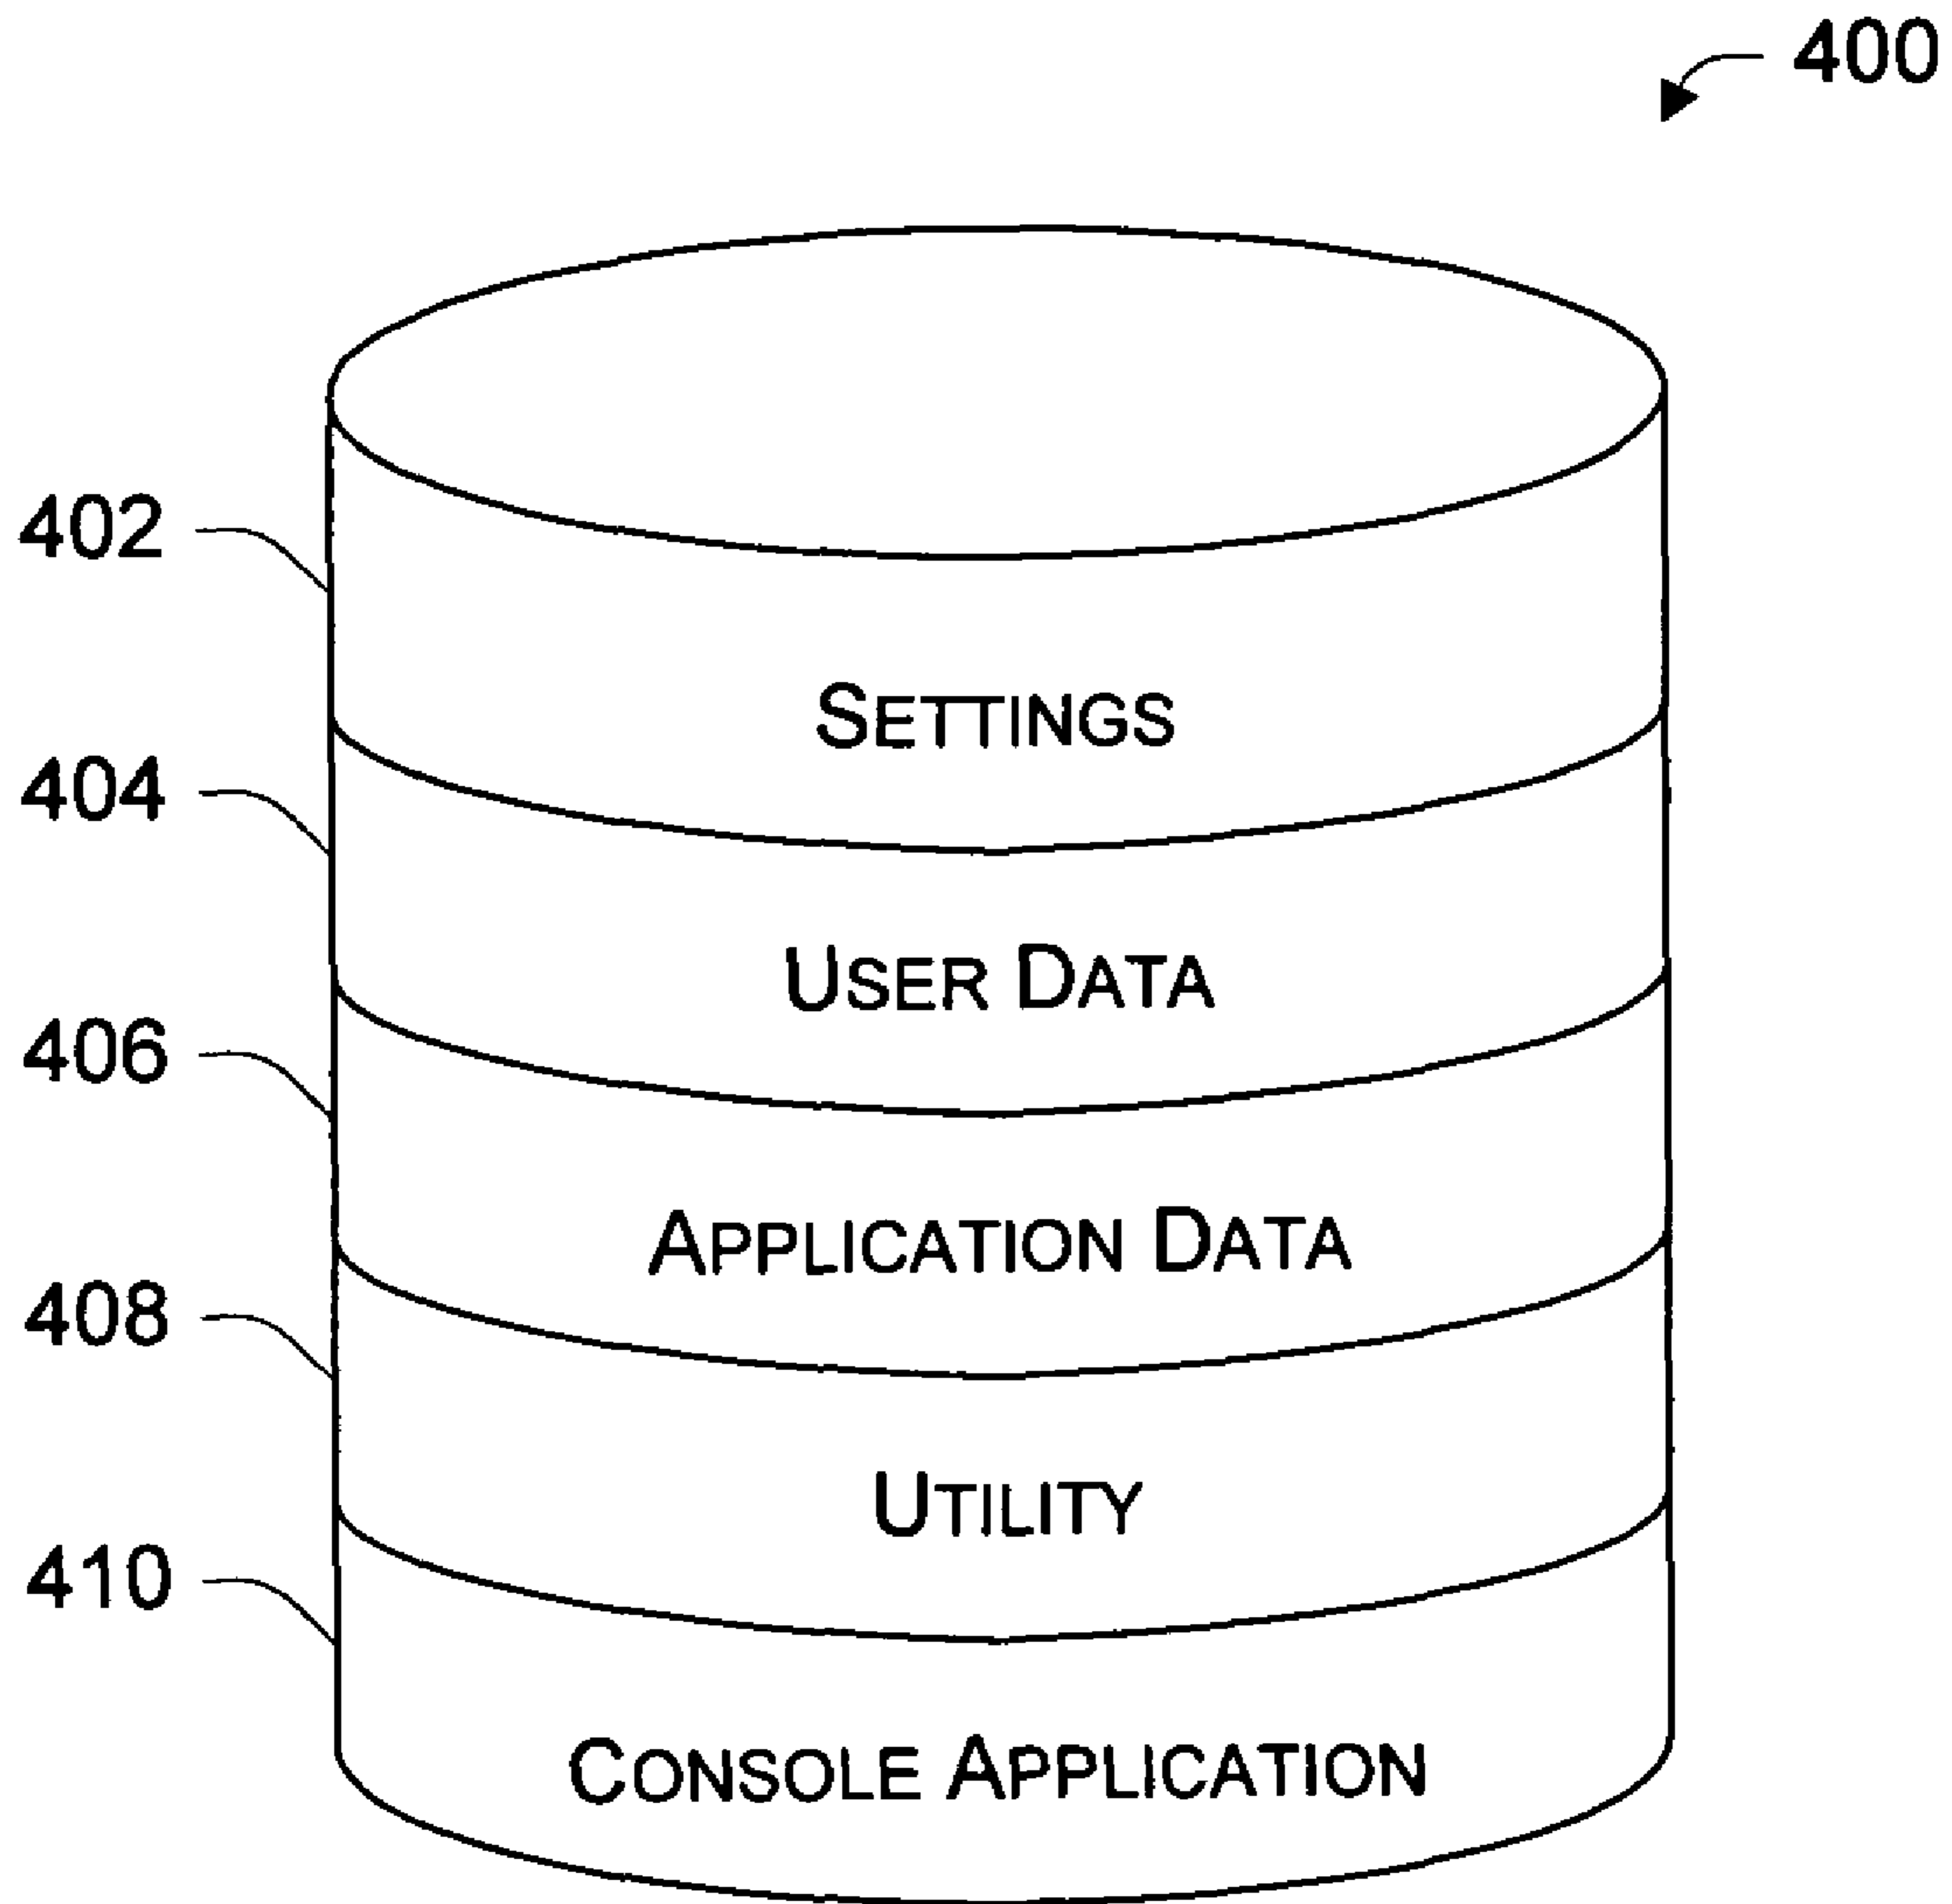 400
402
SETTINGS
404
USER DATA
406
APPLICATION DATA
408
UTILITY
410
CONSOLE APPLICATION